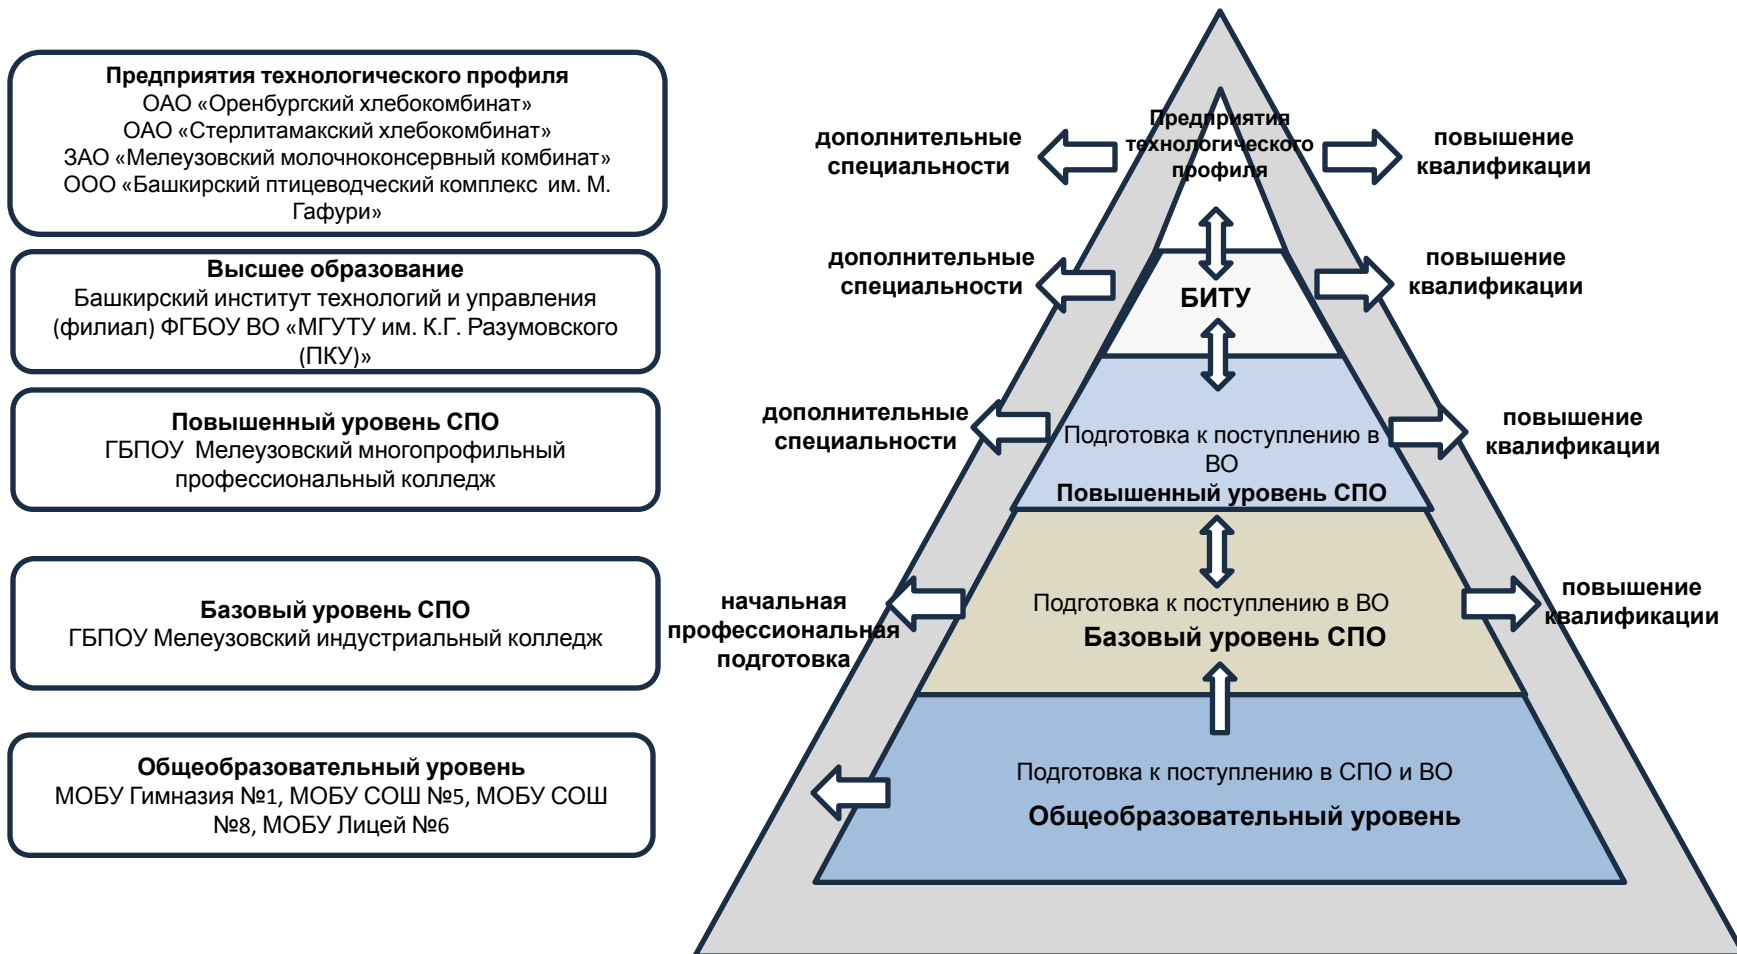 Предприятия технологического профиля
ОАО «Оренбургский хлебокомбинат»
ОАО «Стерлитамакский хлебокомбинат»
ЗАО «Мелеузовский молочноконсервный комбинат»
ООО «Башкирский птицеводческий комплекс им. М.
Гафури»
Высшее образование
Башкирский институт технологий и управления
(филиал) ФГБОУ ВО «МГУТУ им. К.Г. Разумовского
(ПКУ)»
Повышенный уровень СПО
ГБПОУ Мелеузовский многопрофильный
профессиональный колледж
Базовый уровень СПО
ГБПОУ Мелеузовский индустриальный колледж
Общеобразовательный уровень
МОБУ Гимназия №1, МОБУ СОШ №5, МОБУ СОШ
№8, МОБУ Лицей №6
дополнительные
специальности
Предприятия
технологического
профиля
повышение
квалификации
дополнительные
специальности
БИТУ
повышение
квалификации
дополнительные
специальности
Подготовка к поступлению в
ВО
Повышенный уровень СПО
повышение
квалификации
начальная
профессиональная
подготовка
Подготовка к поступлению в ВО
Базовый уровень СПО
повышение
квалификации
Подготовка к поступлению в СПО и ВО
Общеобразовательный уровень